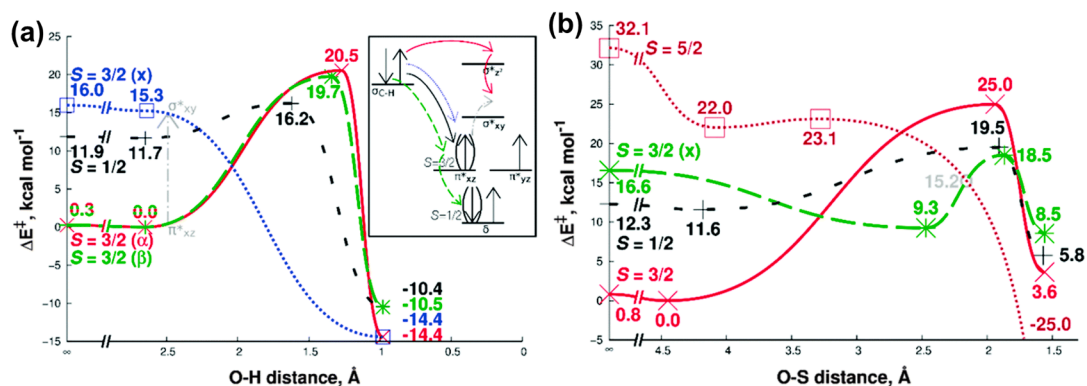 (a)
ΔE‡, kcal mol⁻¹
25
20
15
10
5
0
-5
-10
-15
S = 3/2 (x)
16.0
15.3
11.9
11.7
S = 1/2
σ*xy
π*xz
0.3
0.0
S = 3/2 (α)
S = 3/2 (β)
20.5
19.7
16.2
-10.4
-10.5
-14.4
-14.4
σC-H
σ*z²
σ*xy
S=3/2
π*xz
π*yz
S=1/2
δ
∞
2.5
2
1.5
1
0.5
0
O-H distance, Å
(b)
ΔE‡, kcal mol⁻¹
35
30
25
20
15
10
5
0
-5
32.1
S = 5/2
22.0
23.1
25.0
S = 3/2 (x)
16.6
12.3
11.6
S = 1/2
S = 3/2
0.8
0.0
9.3
15.2
19.5
18.5
8.5
5.8
3.6
-25.0
∞
4.5
4
3.5
3
2.5
2
1.5
O-S distance, Å